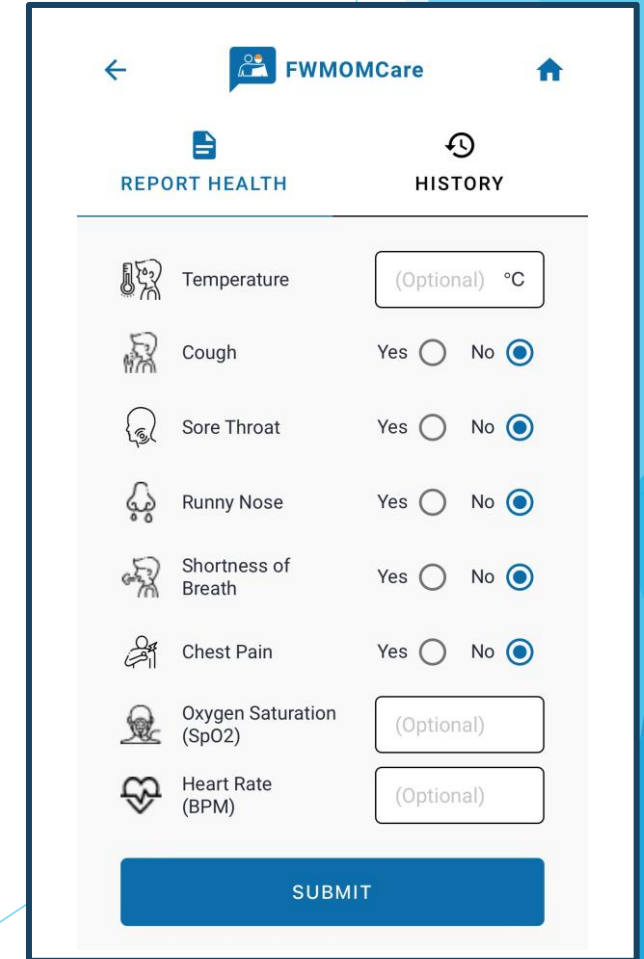 FWMOMCare
REPORT HEALTH HISTORY
Temperature (Optional) °C
Cough Yes No
Sore Throat Yes No
Runny Nose Yes No
Shortness of
Breath Yes No
Chest Pain Yes No
Oxygen Saturation
(SpO2) (Optional)
Heart Rate
(BPM) (Optional)
SUBMIT